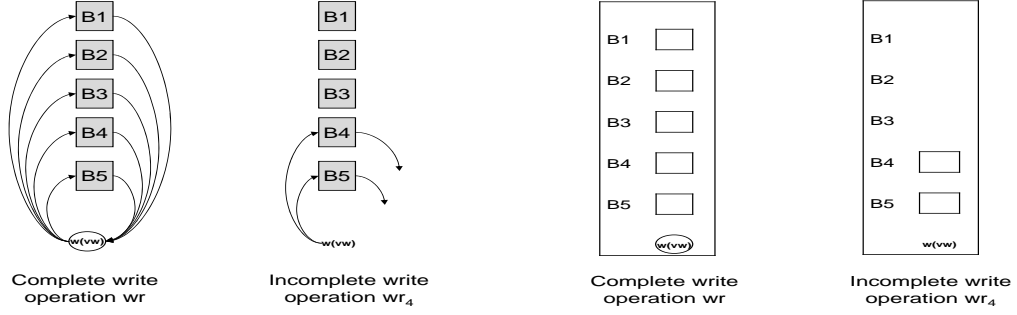 B1
B2
B3
B4
B5
w(vw)
Complete write
operation wr
B1
B2
B3
B4
B5
w(vw)
Incomplete write
operation wr₄
B1
B2
B3
B4
B5
w(vw)
Complete write
operation wr
B1
B2
B3
B4
B5
w(vw)
Incomplete write
operation wr₄